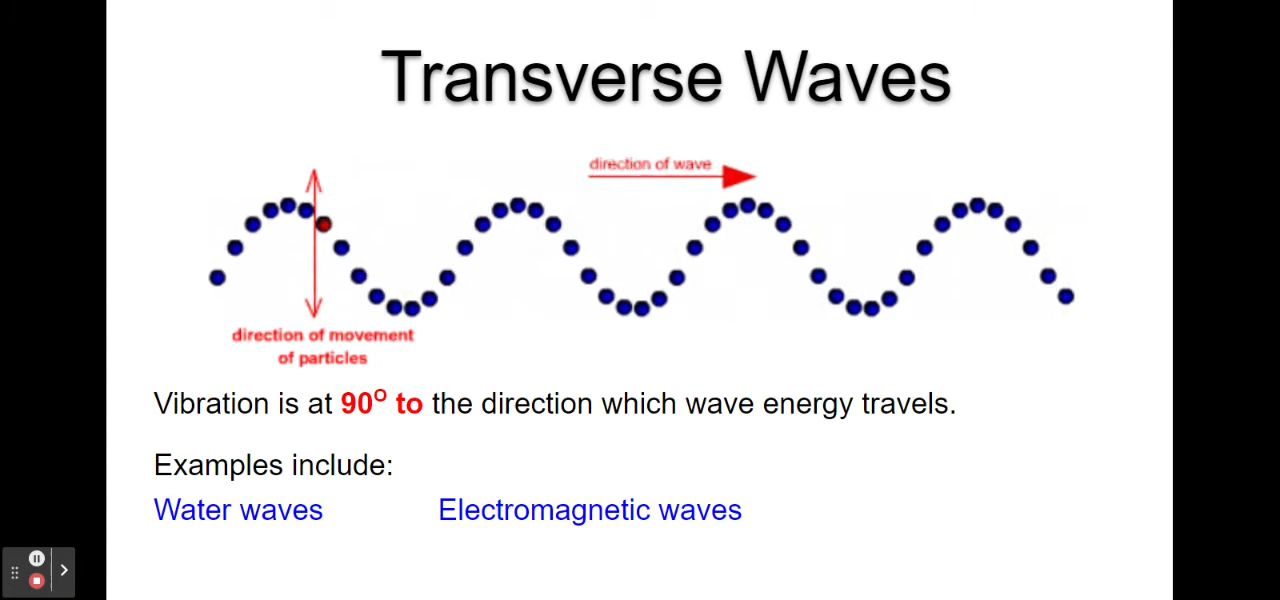 Transverse Waves
direction of wave
direction of movement
of particles
Vibration is at 90ᴼ to the direction which wave energy travels.
Examples include:
Water waves
Electromagnetic waves